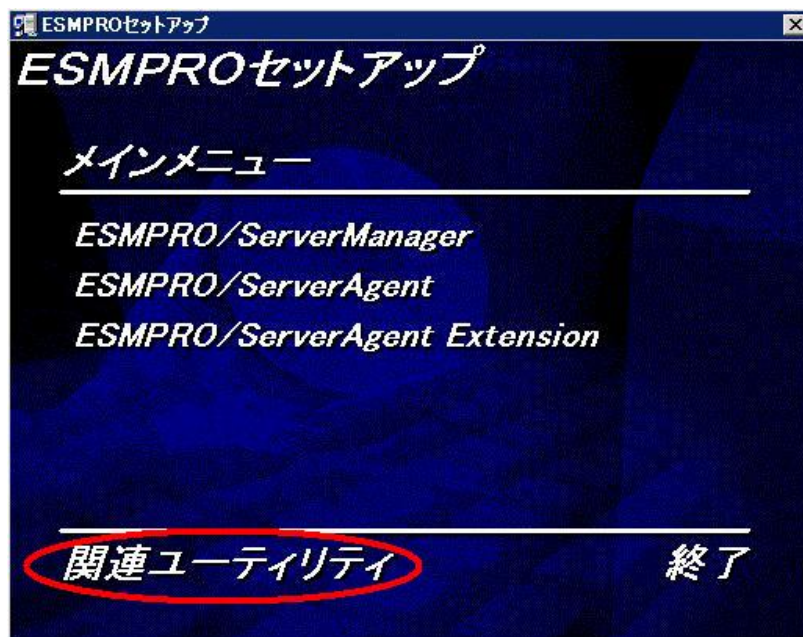 ESMPROセットアップ
ESMPROセットアップ
メインメニュー
ESMPRO/ServerManager
ESMPRO/ServerAgent
ESMPRO/ServerAgent Extension
関連ユーティリティ 終了